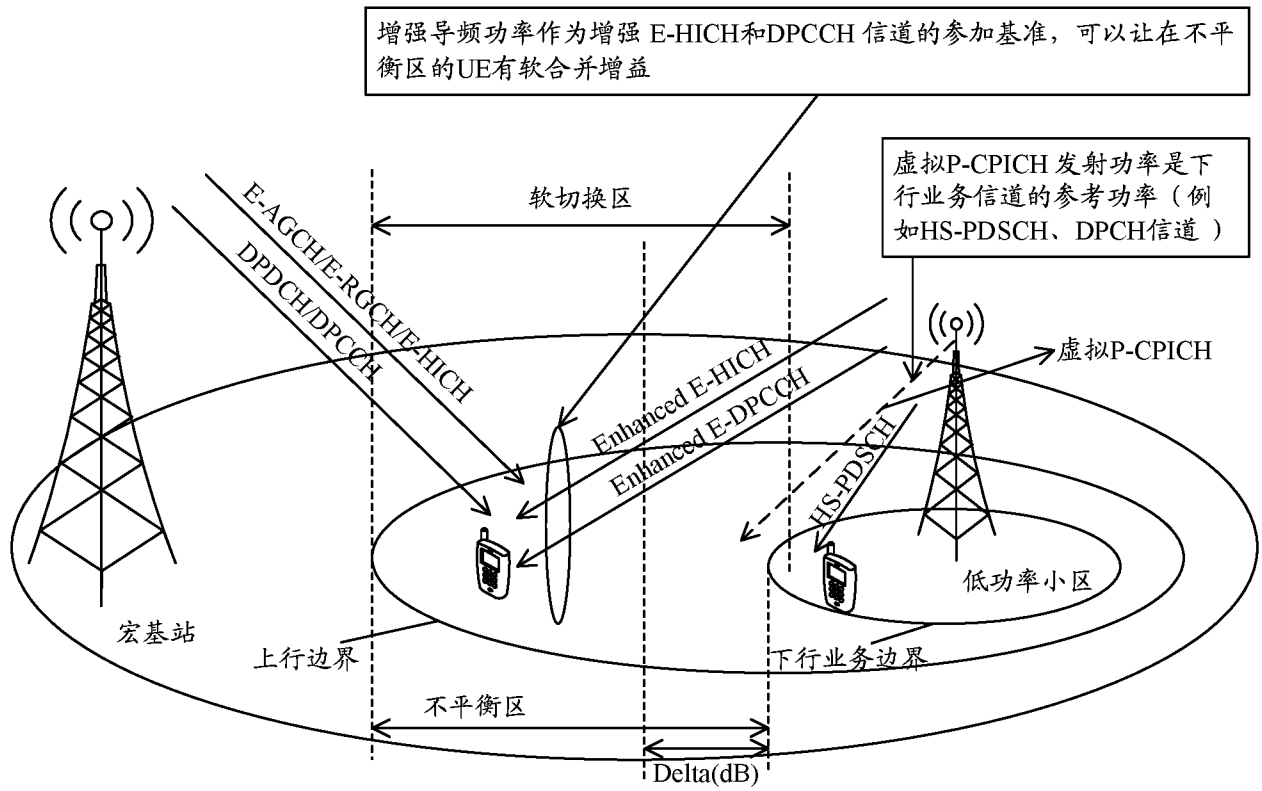 增强导频功率作为增强 E-HICH和DPCCH 信道的参加基准，可以让在不平
衡区的UE有软合并增益
虚拟P-CPICH 发射功率是下
行业务信道的参考功率（例
如HS-PDSCH、DPCH信道 ）
软切换区
E-AGCH/E-RGCH/E-HICH
DPDCH/DPCCH
Enhanced E-HICH
Enhanced E-DPCCH
虚拟P-CPICH
HS-PDSCH
低功率小区
宏基站
上行边界
下行业务边界
不平衡区
Delta(dB)